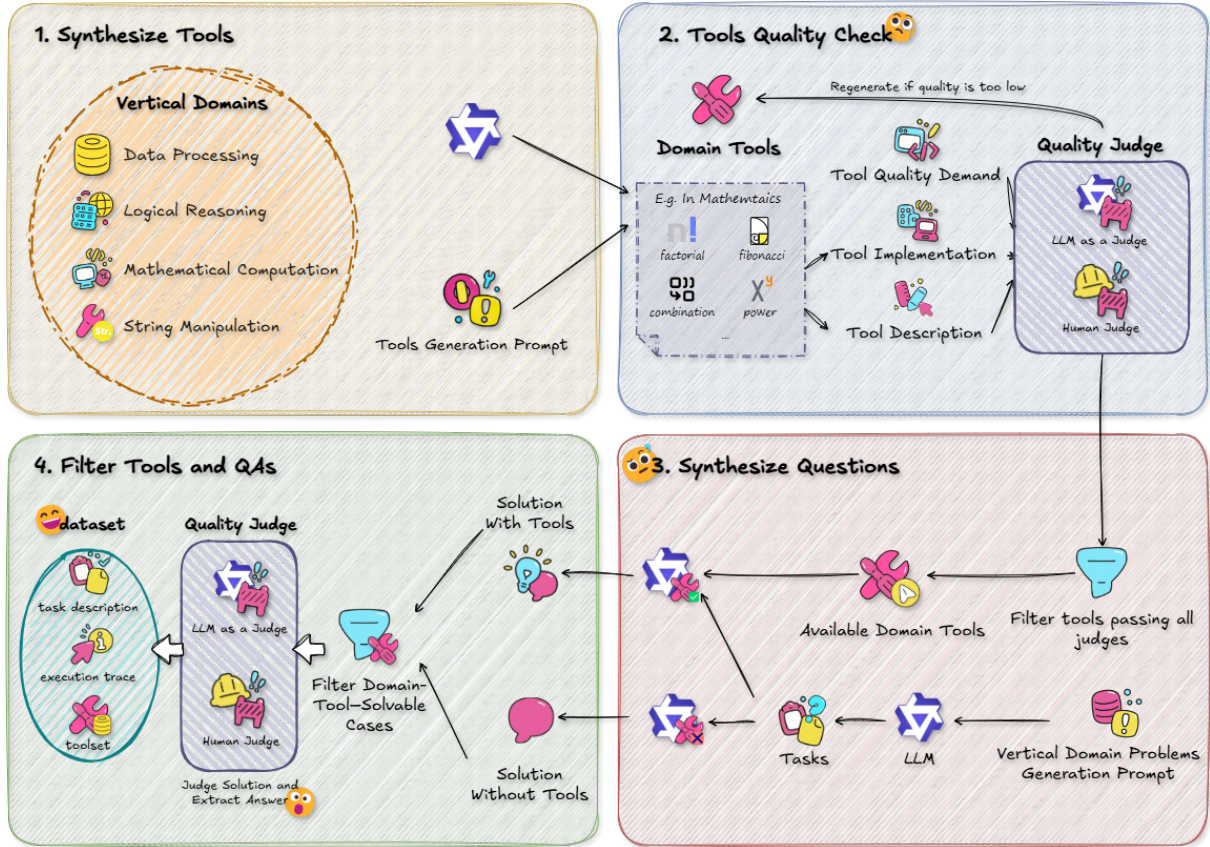 1. Synthesize Tools
Vertical Domains
Data Processing
Logical Reasoning
Mathematical Computation
Str.
String Manipulation
Tools Generation Prompt
2. Tools Quality Check
Regenerate if quality is too low
Domain Tools
E.g. In Mathemtaics
n!
factorial
fibonacci
combination
X^y
power
...
Tool Quality Demand
Tool Implementation
Tool Description
Quality Judge
LLM as a Judge
Human Judge
3. Synthesize Questions
Filter tools passing all
judges
Available Domain Tools
Vertical Domain Problems
Generation Prompt
LLM
Tasks
4. Filter Tools and QAs
Solution
With Tools
Solution
Without Tools
Filter Domain-
Tool—Solvable
Cases
Quality Judge
LLM as a Judge
Human Judge
Judge Solution and
Extract Answer
dataset
task description
execution trace
toolset